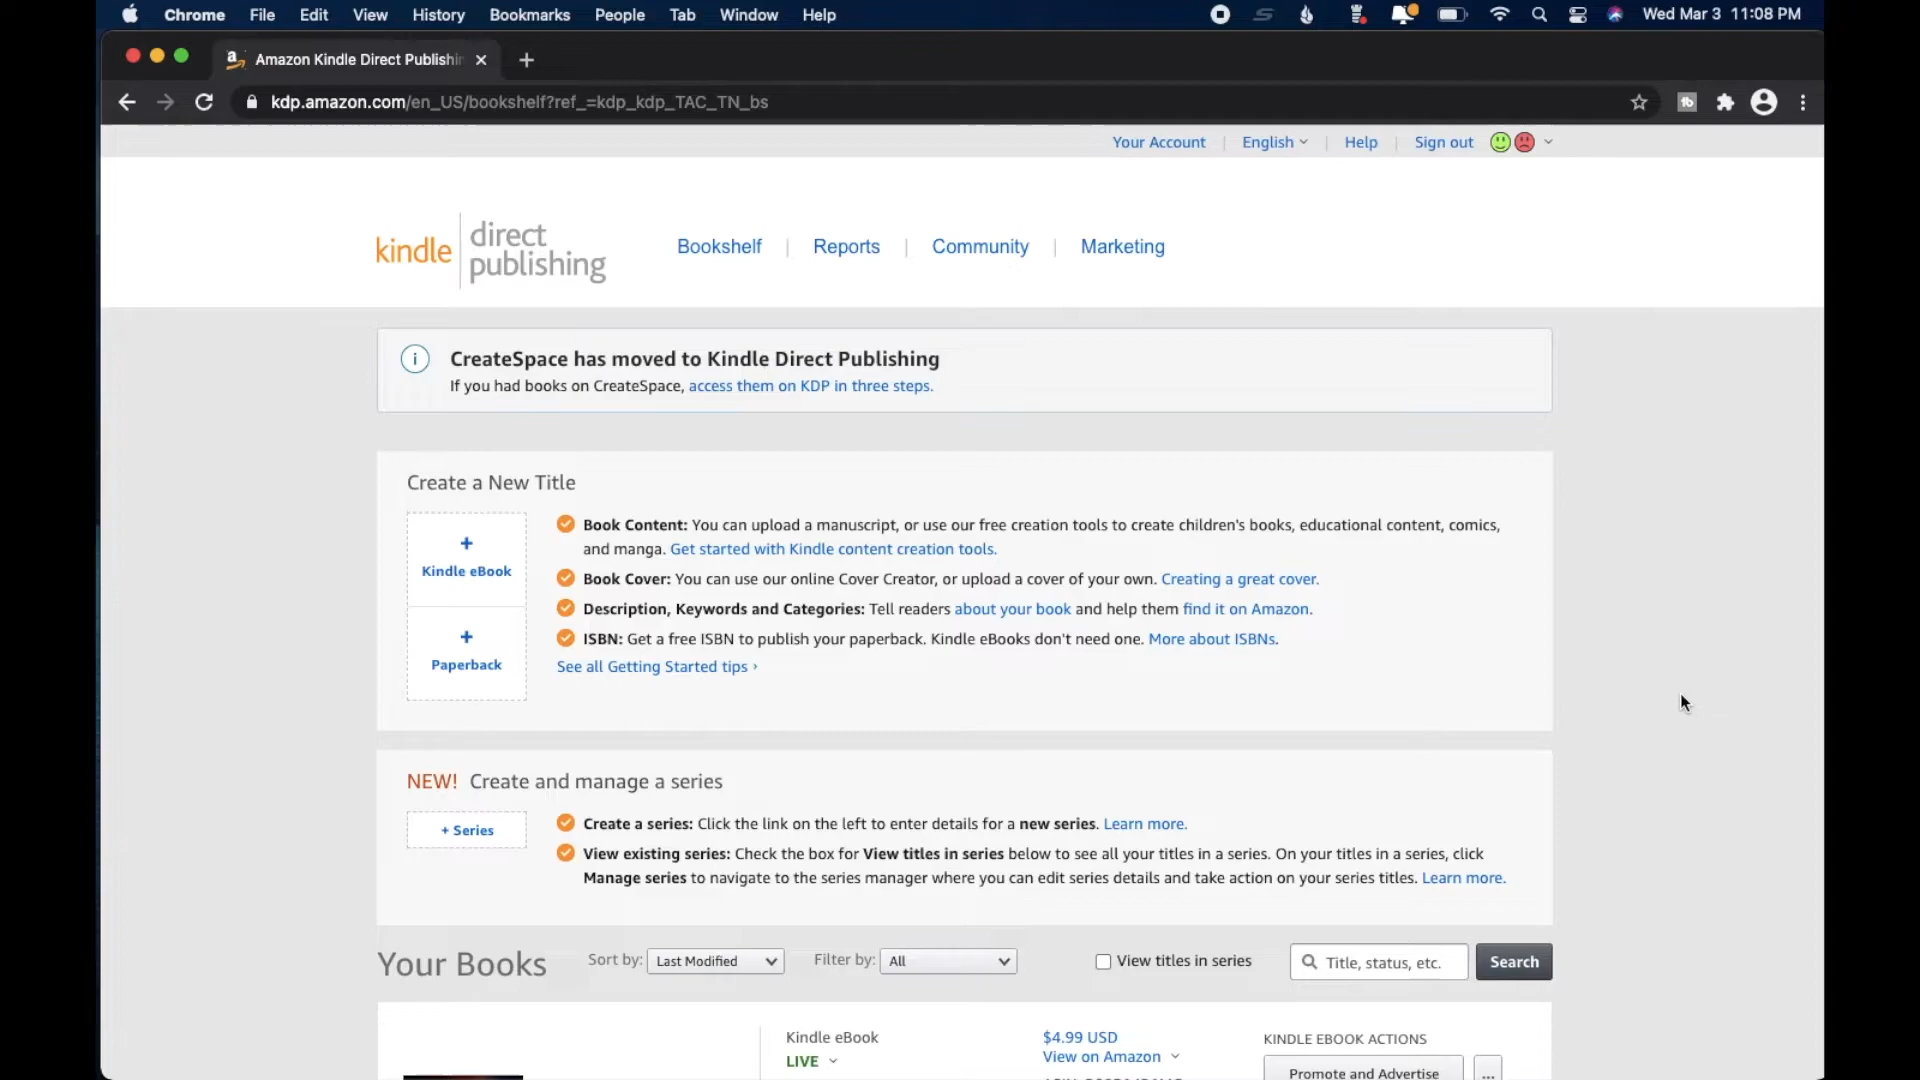 Chrome File Edit View History Bookmarks People Tab Window Help Wed Mar 3 11:08 PM
Amazon Kindle Direct Publishin
kdp.amazon.com/en_US/bookshelf?ref_=kdp_kdp_TAC_TN_bs
Your Account | English | Help | Sign out
kindle direct publishing
Bookshelf | Reports | Community | Marketing
CreateSpace has moved to Kindle Direct Publishing
If you had books on CreateSpace, access them on KDP in three steps.
Create a New Title
+
Kindle eBook
+
Paperback
Book Content: You can upload a manuscript, or use our free creation tools to create children's books, educational content, comics,
and manga. Get started with Kindle content creation tools.
Book Cover: You can use our online Cover Creator, or upload a cover of your own. Creating a great cover.
Description, Keywords and Categories: Tell readers about your book and help them find it on Amazon.
ISBN: Get a free ISBN to publish your paperback. Kindle eBooks don't need one. More about ISBNs.
See all Getting Started tips ›
NEW! Create and manage a series
+ Series
Create a series: Click the link on the left to enter details for a new series. Learn more.
View existing series: Check the box for View titles in series below to see all your titles in a series. On your titles in a series, click
Manage series to navigate to the series manager where you can edit series details and take action on your series titles. Learn more.
Your Books Sort by: Last Modified Filter by: All View titles in series Title, status, etc. Search
Kindle eBook $4.99 USD KINDLE EBOOK ACTIONS
LIVE View on Amazon
Promote and Advertise ...